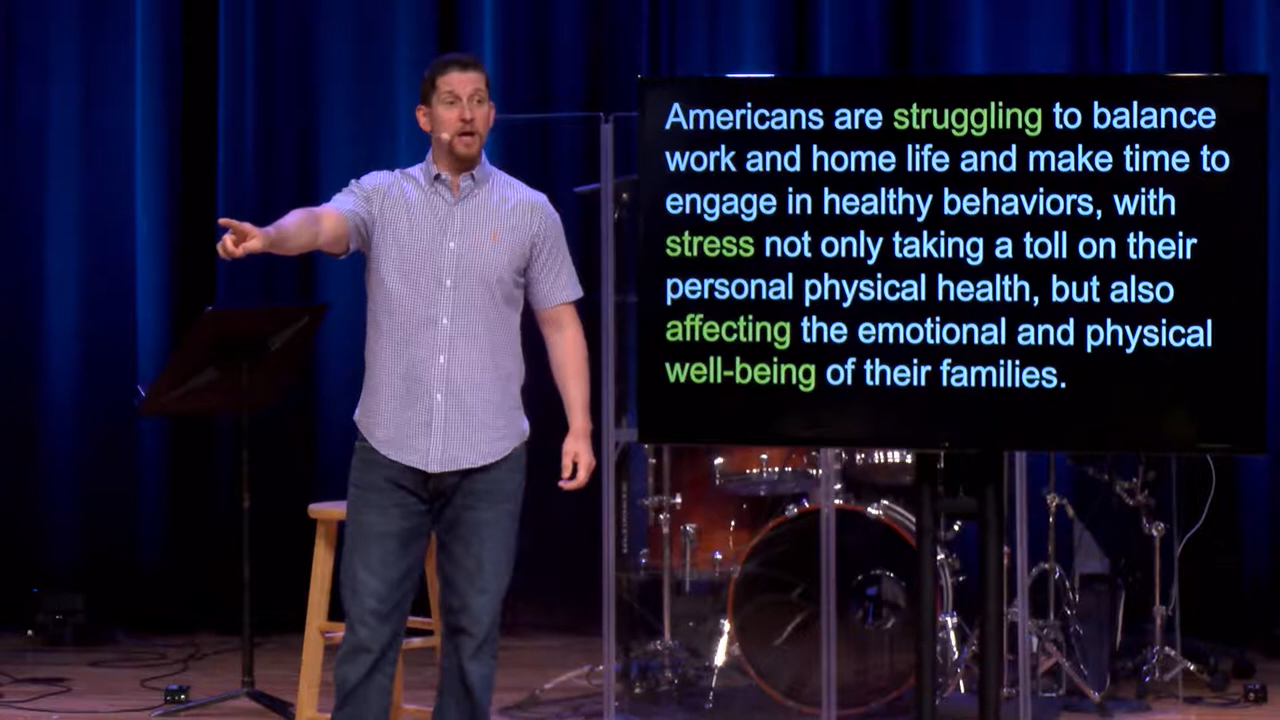 Americans are struggling to balance
work and home life and make time to
engage in healthy behaviors, with
stress not only taking a toll on their
personal physical health, but also
affecting the emotional and physical
well-being of their families.